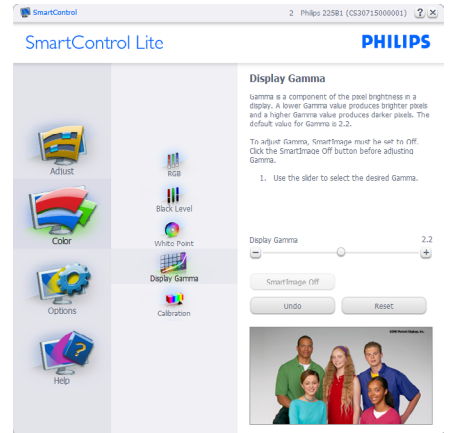 SmartControl
2 Philips 225B1 (CS30715000001)
SmartControl Lite
PHILIPS
Adjust
Color
Options
Help
RGB
Black Level
White Point
Display Gamma
Calibration
Display Gamma
Gamma is a component of the pixel brightness in a
display. A lower Gamma value produces brighter pixels
and a higher Gamma value produces darker pixels. The
default value for Gamma is 2.2.
To adjust Gamma, SmartImage must be set to Off.
Click the SmartImage Off button before adjusting
Gamma.
1. Use the slider to select the desired Gamma.
Display Gamma 2.2
SmartImage Off
Undo
Reset